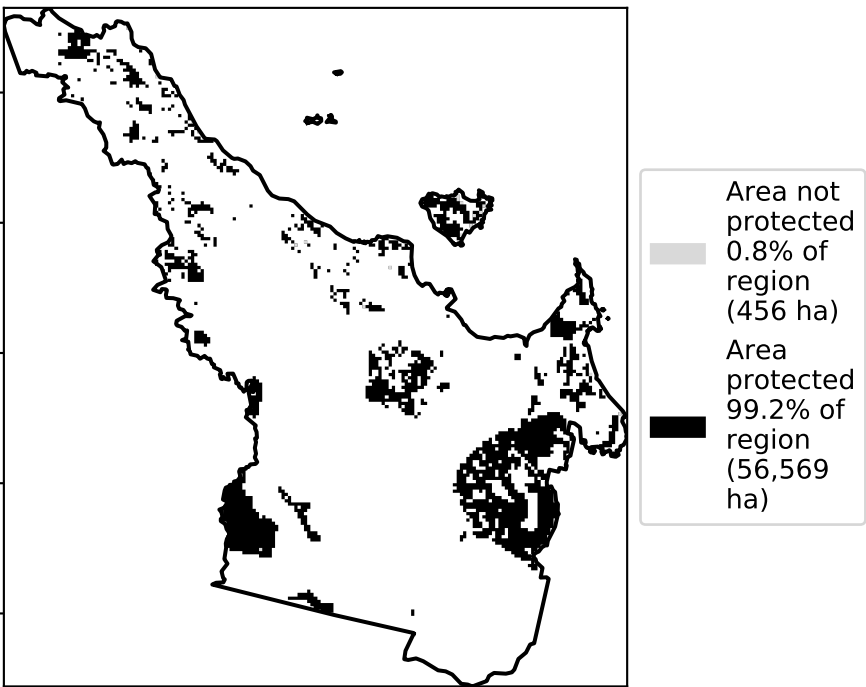 Area not
protected
0.8% of
region
(456 ha)
Area
protected
99.2% of
region
(56,569
ha)